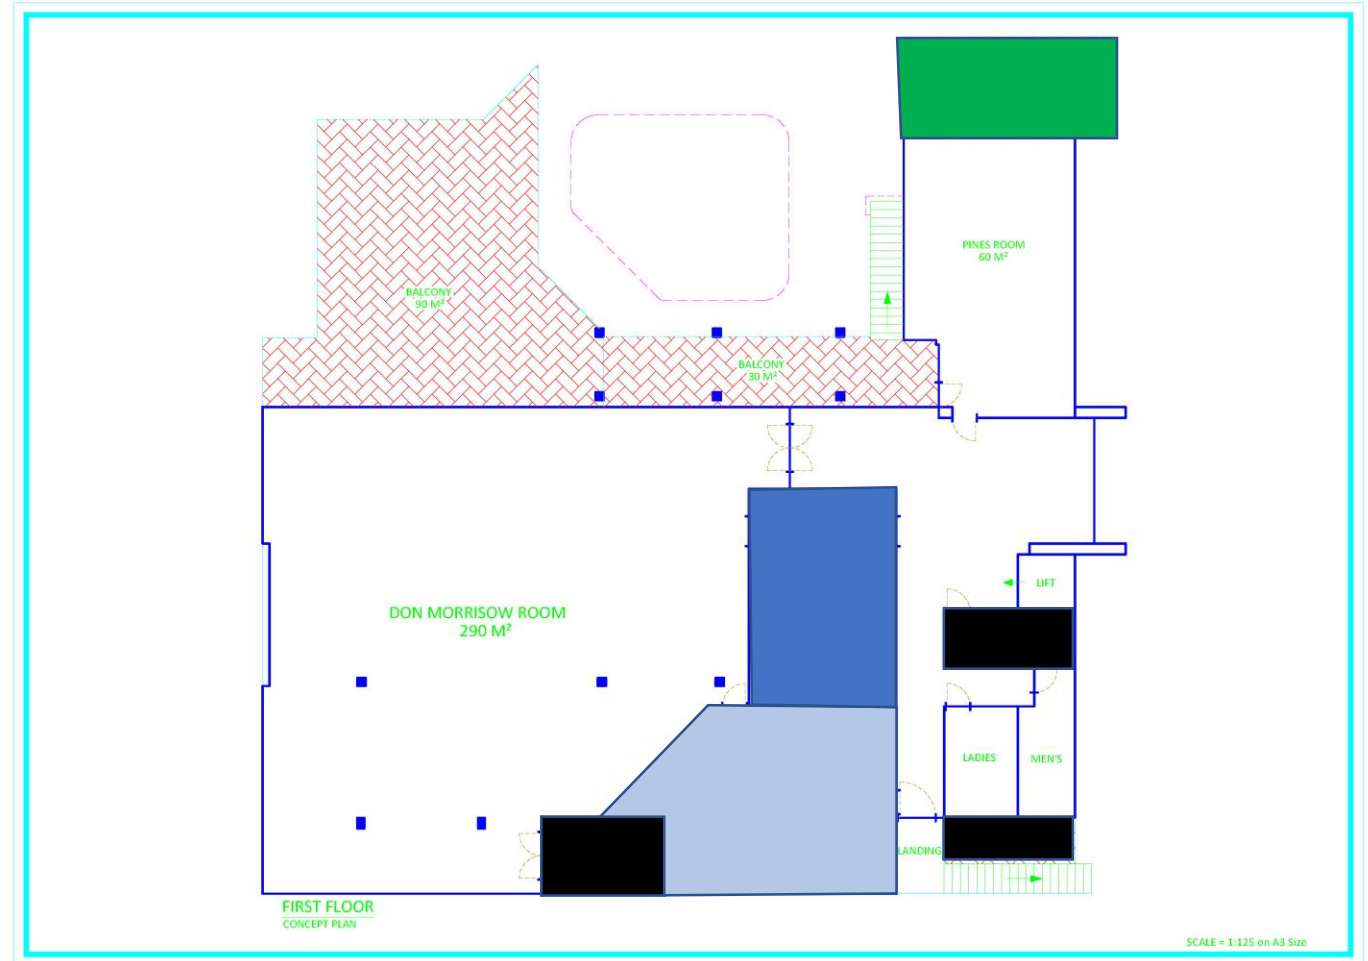 PINES ROOM
60 M²
BALCONY
90 M²
BALCONY
30 M²
LIFT
DON MORRISOW ROOM
290 M²
LADIES
MEN'S
LANDING
FIRST FLOOR
CONCEPT PLAN
SCALE = 1:125 on A3 Size